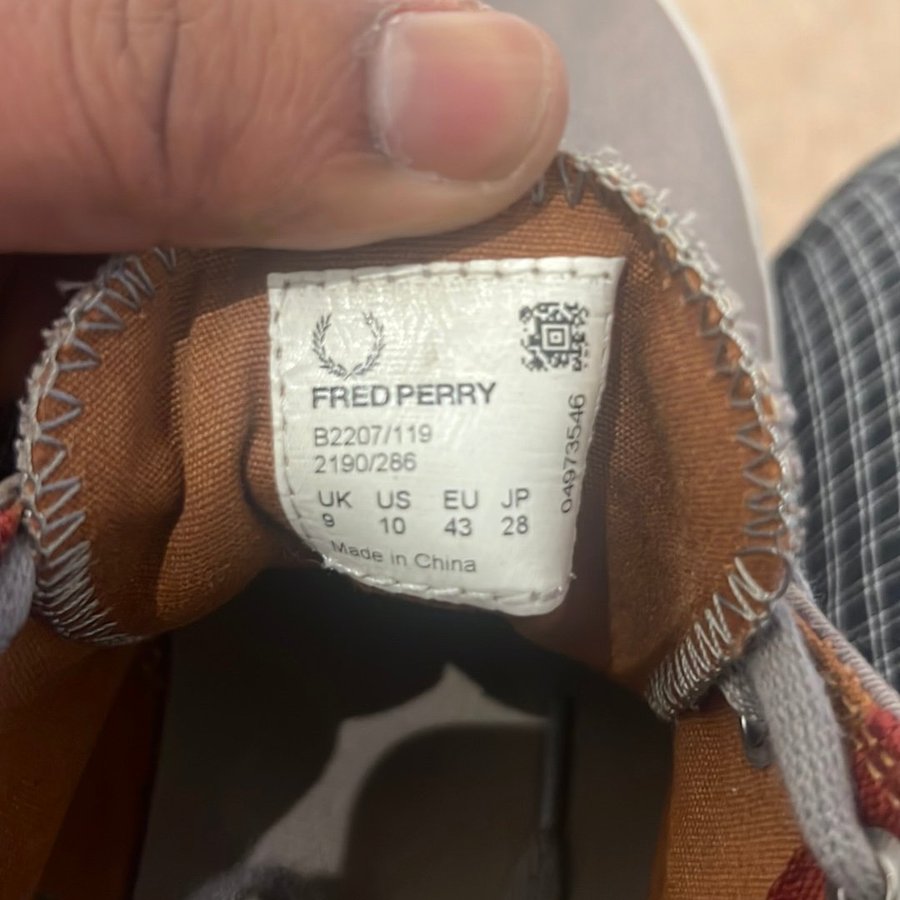 FRED PERRY
B2207/119
2190/286
UK US EU JP
9 10 43 28
Made in China
04973546